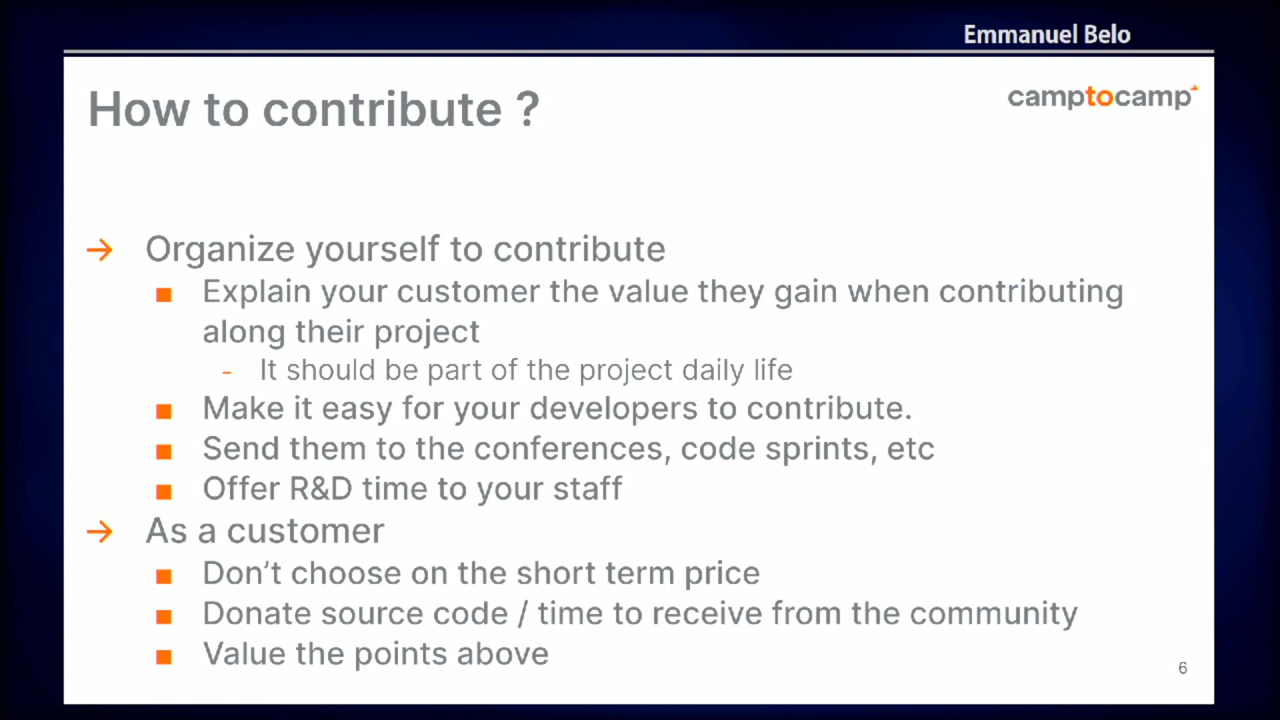 Emmanuel Belo
How to contribute ?
camptocamp
→ Organize yourself to contribute
■ Explain your customer the value they gain when contributing
along their project
- It should be part of the project daily life
■ Make it easy for your developers to contribute.
■ Send them to the conferences, code sprints, etc
■ Offer R&D time to your staff
→ As a customer
■ Don’t choose on the short term price
■ Donate source code / time to receive from the community
■ Value the points above
6